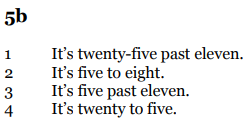 5b
1 It's twenty-five past eleven.
2 It's five to eight.
3 It's five past eleven.
4 It's twenty to five.